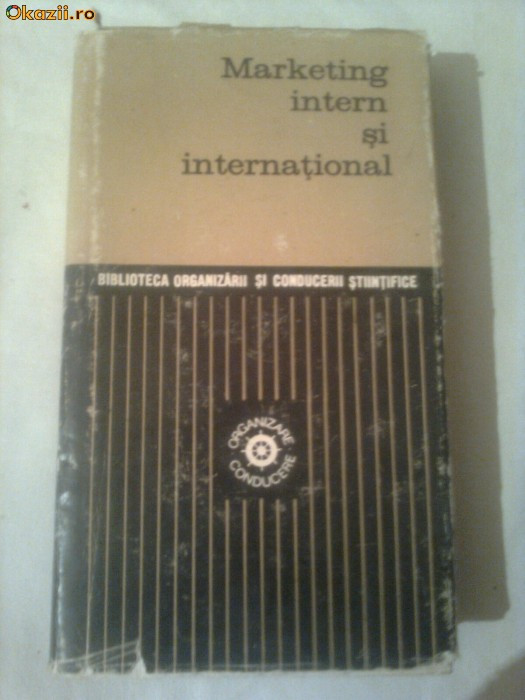 Okazii.ro
Marketing
intern
și
internațional
BIBLIOTECA ORGANIZĂRII ȘI CONDUCERII ȘTIINȚIFICE
ORGANIZARE
CONDUCERE